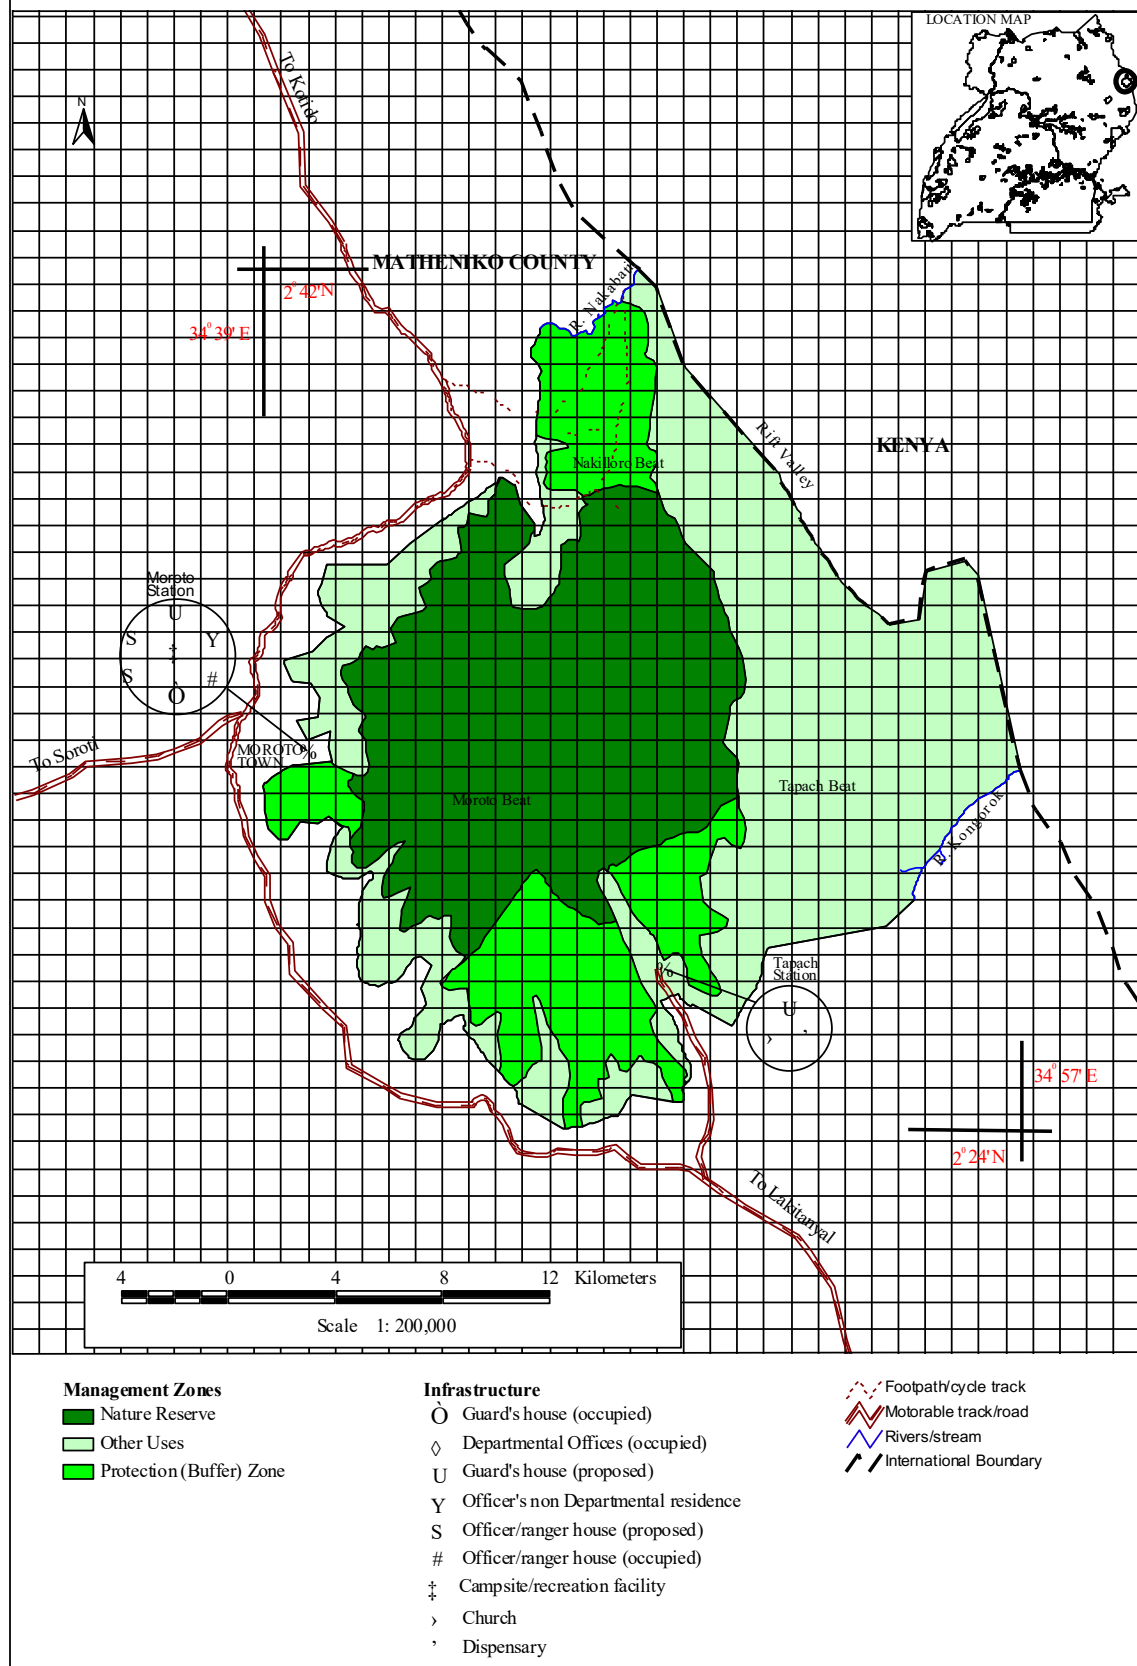 LOCATION MAP
To Kotido
N
MATHENIKO COUNTY
2° 42' N
34° 39' E
R. Nakabat
Rift Valley
KENYA
Nakilloro Beat
Moroto
Station
U
S
Y
‡
S
#
Ò
To Soroti
MOROTO %
TOWN
Moroto Beat
Tapach Beat
R. Kongorok
%
Tapach
Station
U
› ’
34° 57' E
2° 24' N
To Lakitanyal
4 0 4 8 12 Kilometers
Scale 1: 200,000
Management Zones
Nature Reserve
Other Uses
Protection (Buffer) Zone
Infrastructure
Ò Guard's house (occupied)
◊ Departmental Offices (occupied)
U Guard's house (proposed)
Y Officer's non Departmental residence
S Officer/ranger house (proposed)
# Officer/ranger house (occupied)
‡ Campsite/recreation facility
› Church
’ Dispensary
Footpath/cycle track
Motorable track/road
Rivers/stream
International Boundary